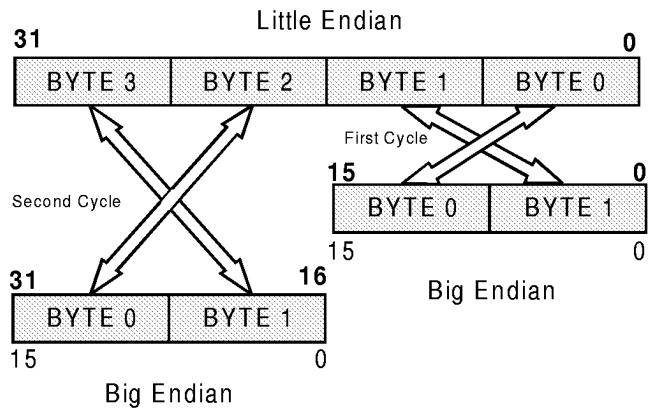 Little Endian
31 0
BYTE 3 BYTE 2 BYTE 1 BYTE 0
First Cycle
15 0
BYTE 0 BYTE 1
15 0
Second Cycle
Big Endian
31 16
BYTE 0 BYTE 1
15 0
Big Endian